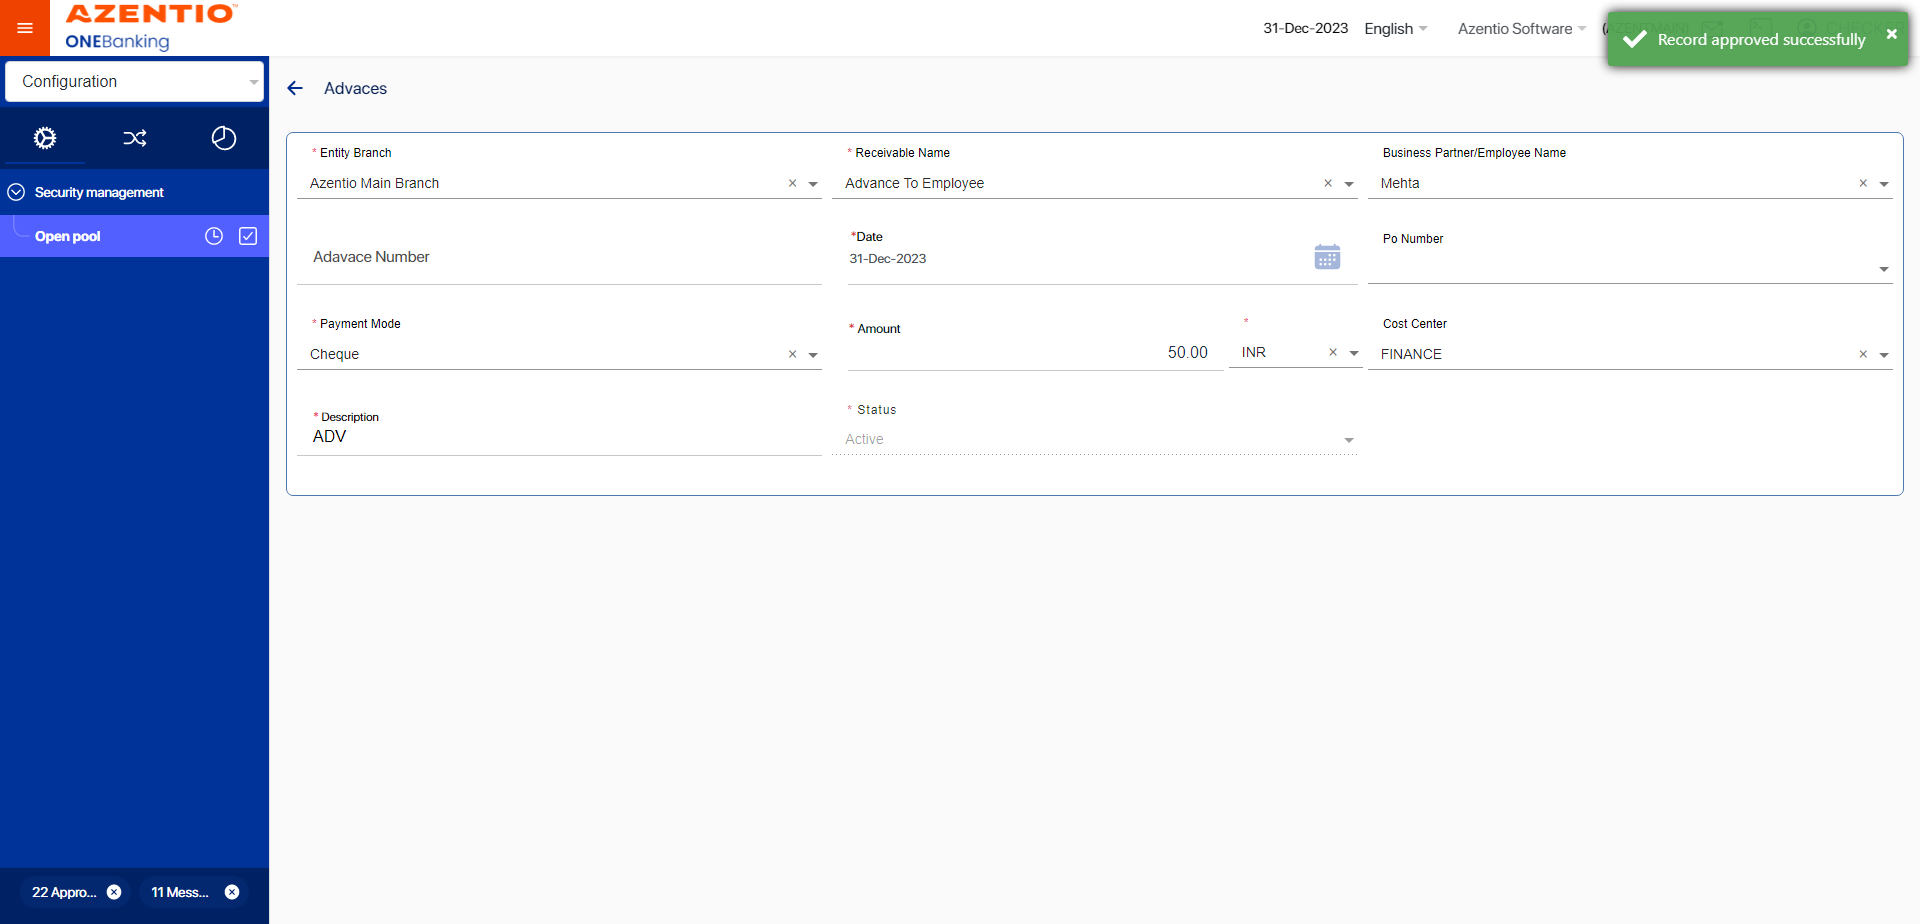 AZENTIO™
ONEBanking
31-Dec-2023
English
Azentio Software
Record approved successfully
Configuration
Advaces
Security management
Open pool
* Entity Branch
Azentio Main Branch
* Receivable Name
Advance To Employee
Business Partner/Employee Name
Mehta
Adavace Number
*Date
31-Dec-2023
Po Number
* Payment Mode
Cheque
* Amount
50.00
*
INR
Cost Center
FINANCE
* Description
ADV
* Status
Active
22 Appro...
11 Mess...